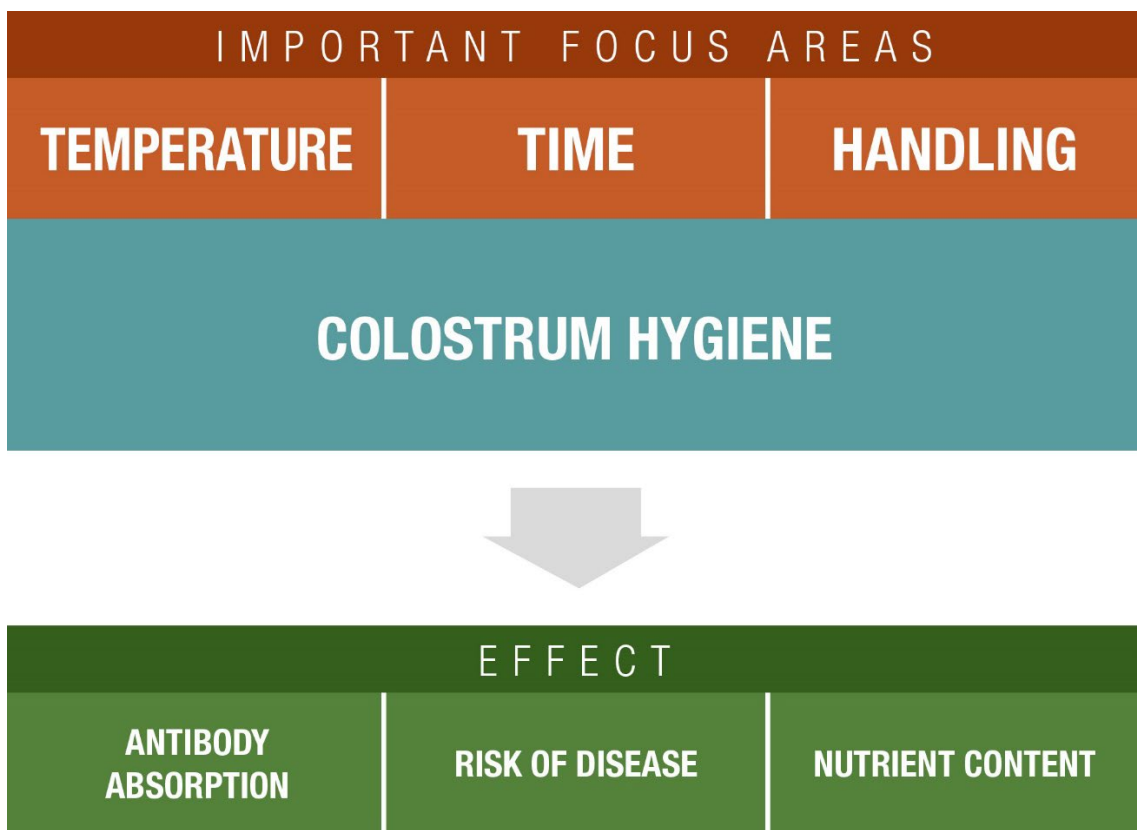 IMPORTANT FOCUS AREAS
TEMPERATURE
TIME
HANDLING
COLOSTRUM HYGIENE
EFFECT
ANTIBODY
ABSORPTION
RISK OF DISEASE
NUTRIENT CONTENT